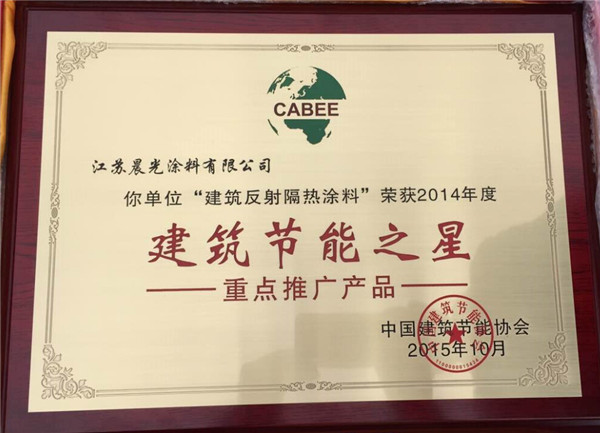 CABEE
江苏晨光涂料有限公司
你单位“建筑反射隔热涂料”荣获2014年度
建筑节能之星
重点推广产品
中国建筑节能协会
2015年10月